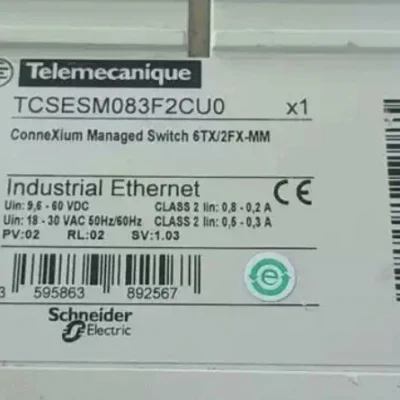 Telemecanique
TCSESM083F2CU0 x1
ConneXium Managed Switch 6TX/2FX-MM
Industrial Ethernet CE
Uin: 9,6 - 60 VDC CLASS 2 Iin: 0,8 - 0,2 A
Uin: 18 - 30 VAC 50Hz/60Hz CLASS 2 Iin: 0,5 - 0,3 A
PV:02 RL:02 SV:1.03
3 595863 892567
Schneider
Electric